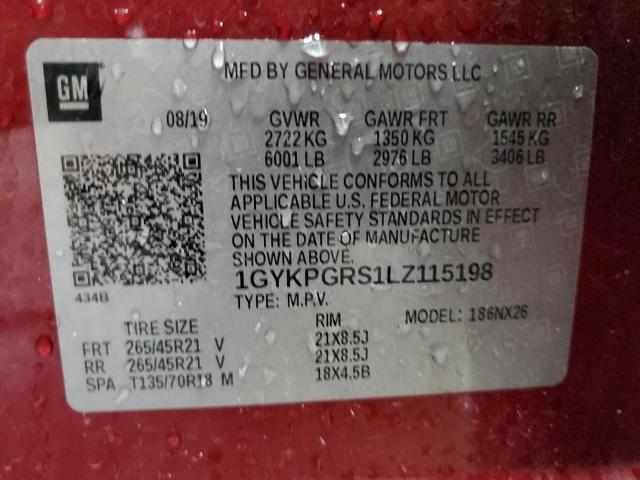 GM
MFD BY GENERAL MOTORS LLC
08/19 GVWR GAWR FRT GAWR RR
2722 KG 1350 KG 1545 KG
6001 LB 2976 LB 3406 LB
THIS VEHICLE CONFORMS TO ALL
APPLICABLE U.S. FEDERAL MOTOR
VEHICLE SAFETY STANDARDS IN EFFECT
ON THE DATE OF MANUFACTURE
SHOWN ABOVE.
434B
1GYKPGRS1LZ115198
TYPE: M.P.V. MODEL: 186NX26
TIRE SIZE RIM
FRT 265/45R21 V 21X8.5J
RR 265/45R21 V 21X8.5J
SPA T135/70R18 M 18X4.5B